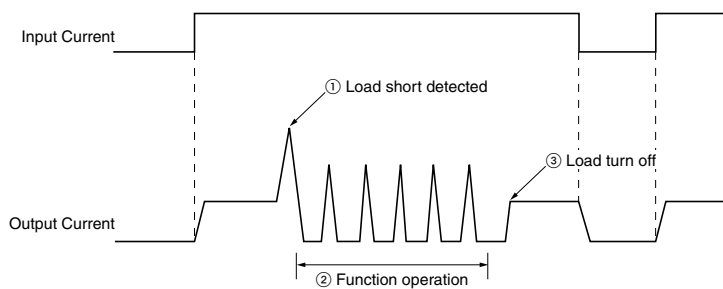 Input Current
① Load short detected
③ Load turn off
Output Current
② Function operation